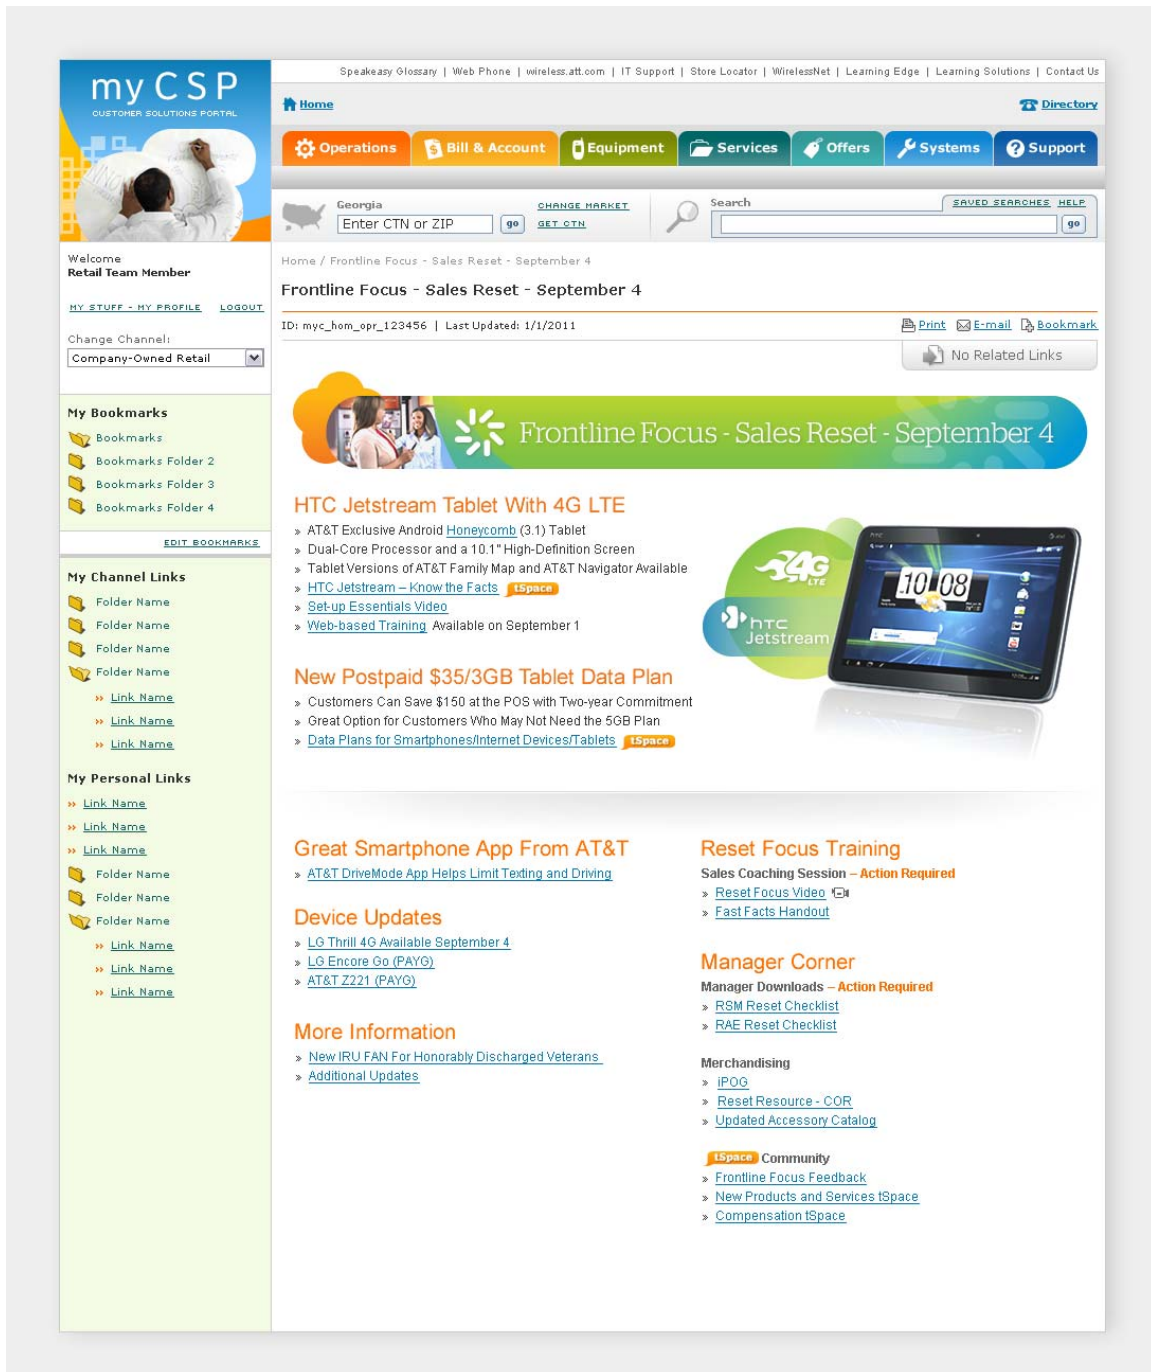 my CSP
CUSTOMER SOLUTIONS PORTAL
Speakeasy Glossary | Web Phone | wireless.att.com | IT Support | Store Locator | WirelessNet | Learning Edge | Learning Solutions | Contact Us
Home
Directory
Operations
Bill & Account
Equipment
Services
Offers
Systems
Support
Georgia
CHANGE MARKET
Enter CTN or ZIP
go
GET CTN
Search
SAVED SEARCHES HELP
go
Welcome
Retail Team Member
MY STUFF - MY PROFILE LOGOUT
Change Channel:
Company-Owned Retail
My Bookmarks
Bookmarks
Bookmarks Folder 2
Bookmarks Folder 3
Bookmarks Folder 4
EDIT BOOKMARKS
My Channel Links
Folder Name
Folder Name
Folder Name
Folder Name
» Link Name
» Link Name
» Link Name
My Personal Links
» Link Name
» Link Name
» Link Name
Folder Name
Folder Name
Folder Name
» Link Name
» Link Name
» Link Name
Home / Frontline Focus - Sales Reset - September 4
Frontline Focus - Sales Reset - September 4
ID: myc_hom_opr_123456 | Last Updated: 1/1/2011
Print E-mail Bookmark
No Related Links
Frontline Focus - Sales Reset - September 4
HTC Jetstream Tablet With 4G LTE
» AT&T Exclusive Android Honeycomb (3.1) Tablet
» Dual-Core Processor and a 10.1" High-Definition Screen
» Tablet Versions of AT&T Family Map and AT&T Navigator Available
» HTC Jetstream – Know the Facts tSpace
» Set-up Essentials Video
» Web-based Training Available on September 1
4G
LTE
hTC
Jetstream
10 08
New Postpaid $35/3GB Tablet Data Plan
» Customers Can Save $150 at the POS with Two-year Commitment
» Great Option for Customers Who May Not Need the 5GB Plan
» Data Plans for Smartphones/Internet Devices/Tablets tSpace
Great Smartphone App From AT&T
» AT&T DriveMode App Helps Limit Texting and Driving
Device Updates
» LG Thrill 4G Available September 4
» LG Encore Go (PAYG)
» AT&T Z221 (PAYG)
More Information
» New IRU FAN For Honorably Discharged Veterans
» Additional Updates
Reset Focus Training
Sales Coaching Session – Action Required
» Reset Focus Video
» Fast Facts Handout
Manager Corner
Manager Downloads – Action Required
» RSM Reset Checklist
» RAE Reset Checklist
Merchandising
» iPOG
» Reset Resource - COR
» Updated Accessory Catalog
tSpace Community
» Frontline Focus Feedback
» New Products and Services tSpace
» Compensation tSpace